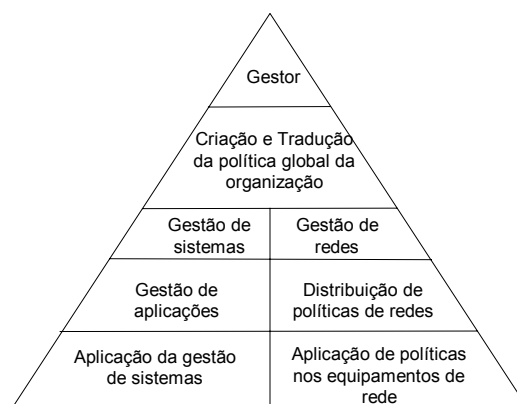 Gestor
Criação e Tradução
da política global da
organização
Gestão de
sistemas
Gestão de
redes
Gestão de
aplicações
Distribuição de
políticas de redes
Aplicação da gestão
de sistemas
Aplicação de políticas
nos equipamentos de
rede